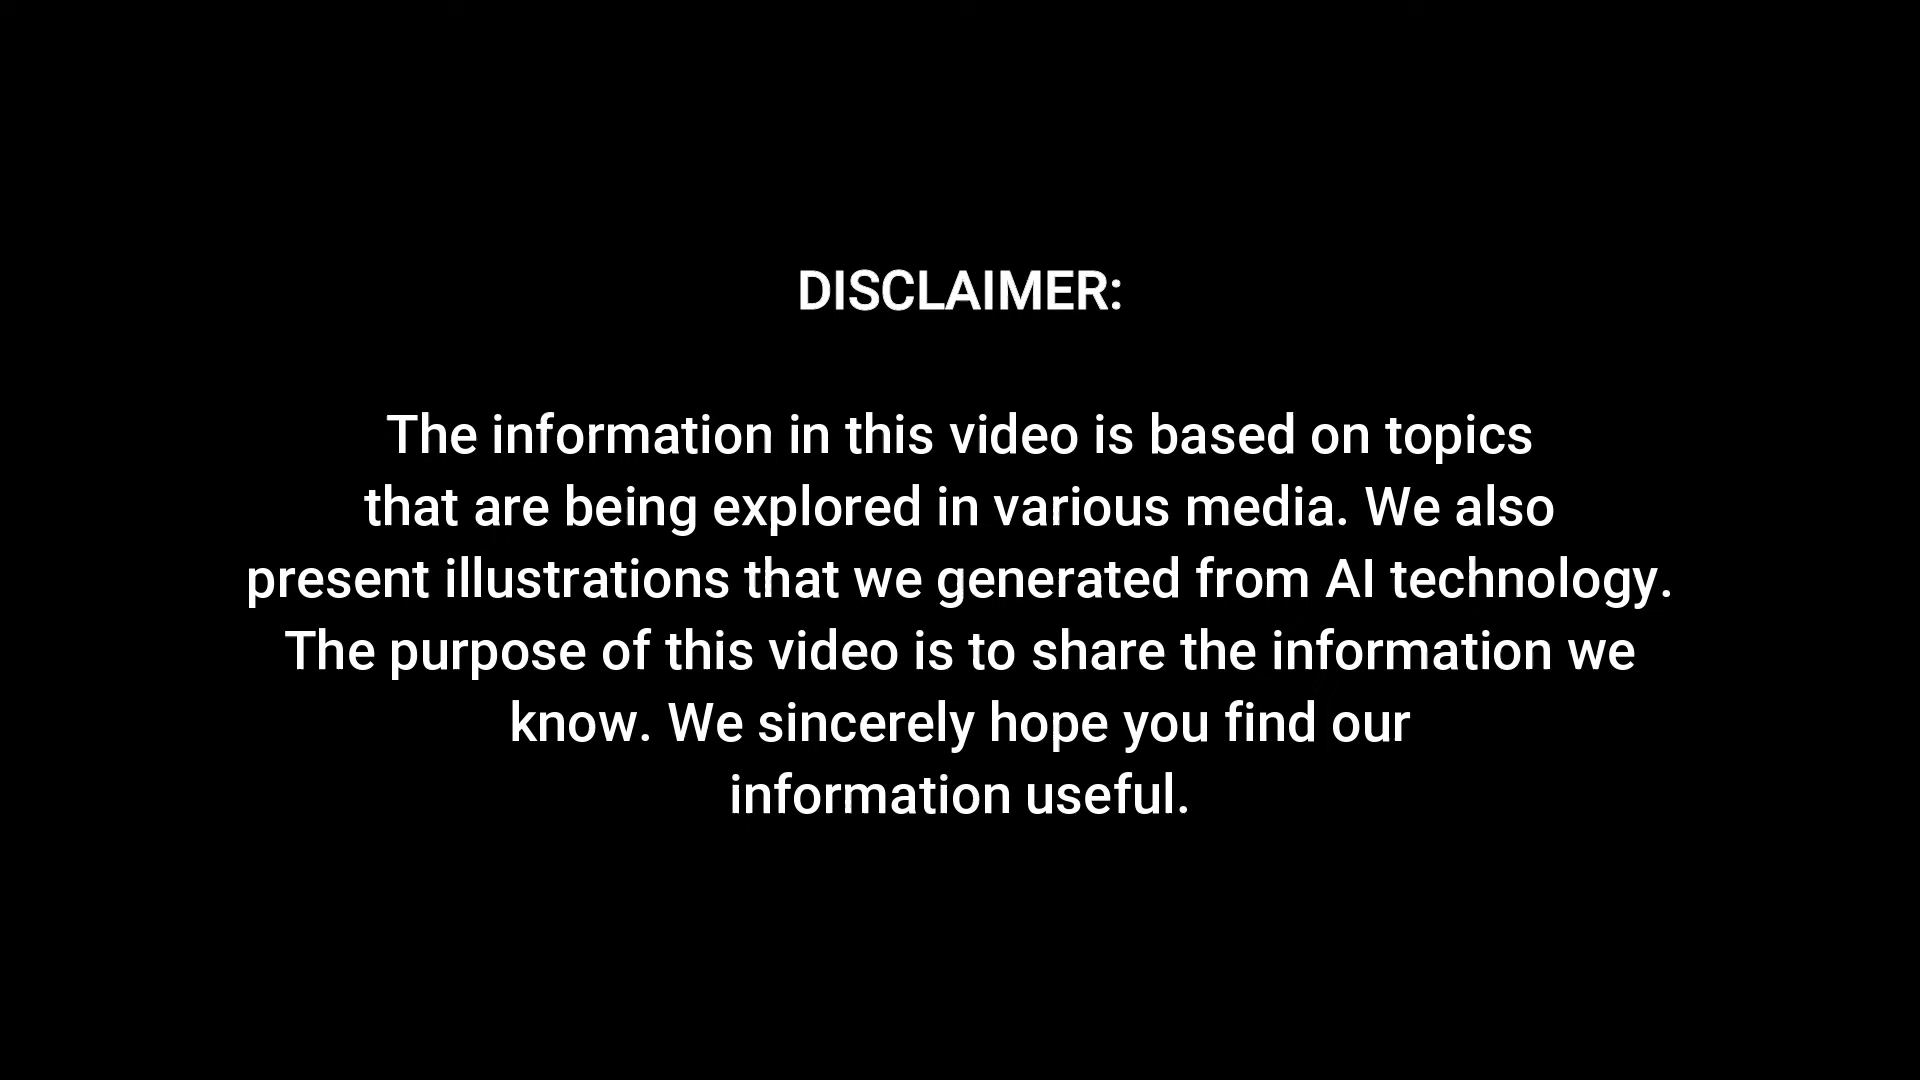 DISCLAIMER:
The information in this video is based on topics
that are being explored in various media. We also
present illustrations that we generated from AI technology.
The purpose of this video is to share the information we
know. We sincerely hope you find our
information useful.